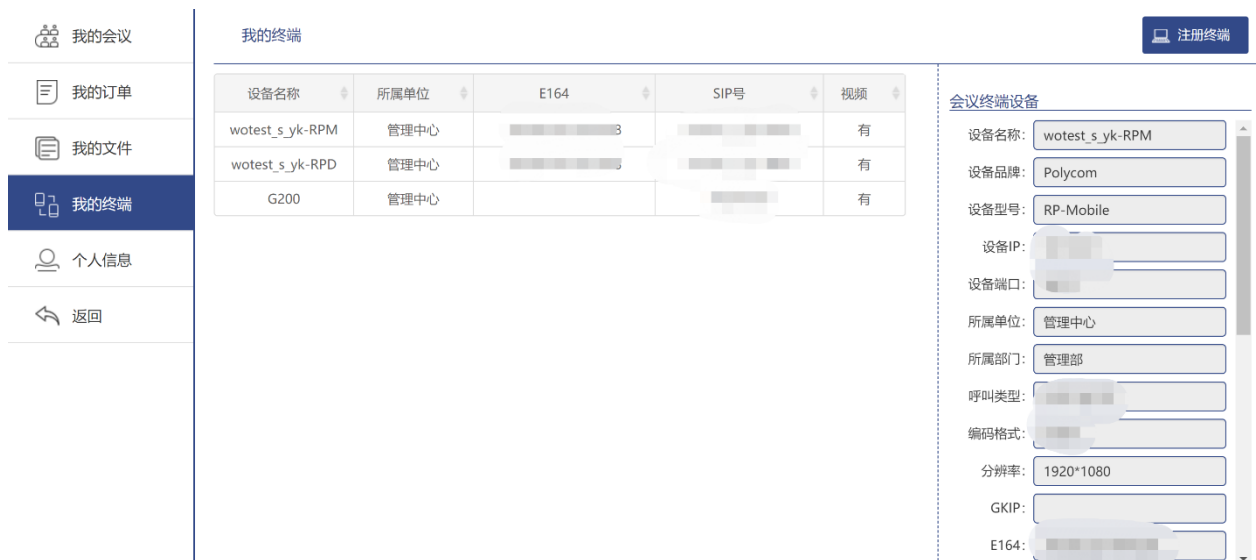 我的会议
我的订单
我的文件
我的终端
个人信息
返回
我的终端
注册终端
设备名称 所属单位 E164 SIP号 视频
wotest_s_yk-RPM 管理中心 有
wotest_s_yk-RPD 管理中心 有
G200 管理中心 有
会议终端设备
设备名称: wotest_s_yk-RPM
设备品牌: Polycom
设备型号: RP-Mobile
设备IP:
设备端口:
所属单位: 管理中心
所属部门: 管理部
呼叫类型:
编码格式:
分辨率: 1920*1080
GKIP:
E164: